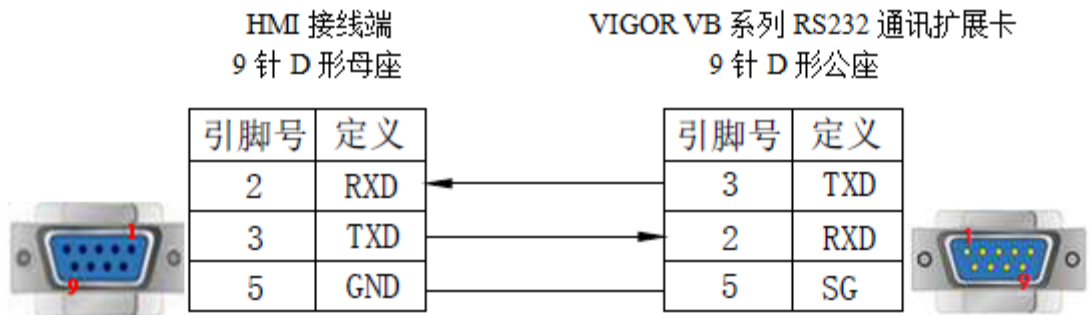 HMI 接线端
9 针 D 形母座
VIGOR VB 系列 RS232 通讯扩展卡
9 针 D 形公座
引脚号 定义
2 RXD
3 TXD
5 GND
引脚号 定义
3 TXD
2 RXD
5 SG
1
9
1
9